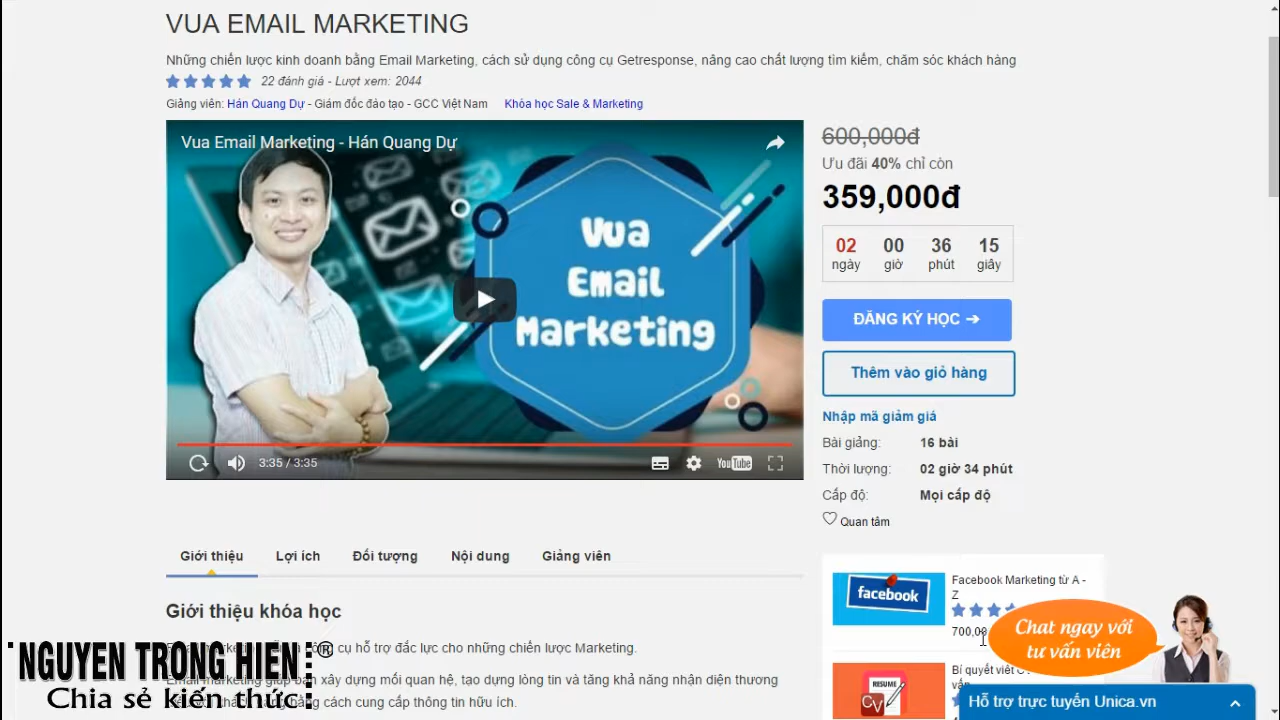 VUA EMAIL MARKETING
Những chiến lược kinh doanh bằng Email Marketing, cách sử dụng công cụ Getresponse, nâng cao chất lượng tìm kiếm, chăm sóc khách hàng
22 đánh giá - Lượt xem: 2044
Giảng viên: Hán Quang Dự - Giám đốc đào tạo - GCC Việt Nam Khóa học Sale & Marketing
Vua Email Marketing - Hán Quang Dự
Vua
Email
Marketing
3:35 / 3:35
YouTube
600,000đ
Ưu đãi 40% chỉ còn
359,000đ
02 00 36 15
ngày giờ phút giây
ĐĂNG KÝ HỌC ➔
Thêm vào giỏ hàng
Nhập mã giảm giá
Bài giảng: 16 bài
Thời lượng: 02 giờ 34 phút
Cấp độ: Mọi cấp độ
Quan tâm
Giới thiệu Lợi ích Đối tượng Nội dung Giảng viên
Giới thiệu khóa học
cụ hỗ trợ đắc lực cho những chiến lược Marketing.
Email marketing giúp bạn xây dựng mối quan hệ, tạo dựng lòng tin và tăng khả năng nhận diện thương
bằng cách cung cấp thông tin hữu ích.
NGUYEN TRONG HIEN ®
Chia sẻ kiến thức
facebook
Facebook Marketing từ A -
Z
RESUME
CV
Bí quyết viết
Chat ngay với
tư vấn viên
Hỗ trợ trực tuyến Unica.vn